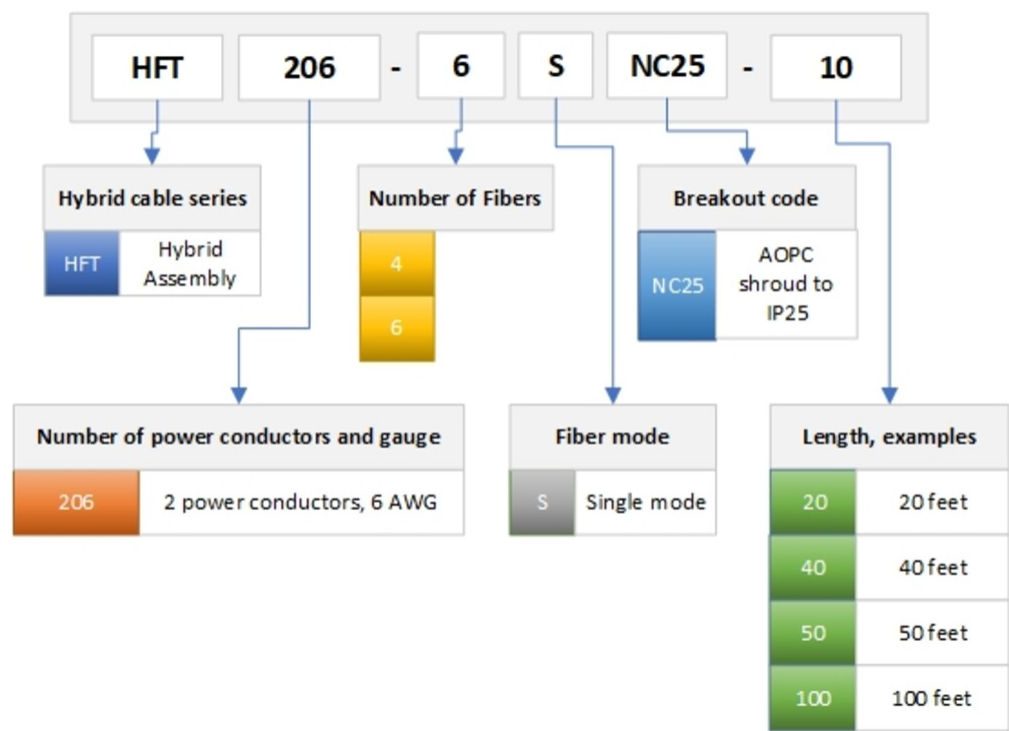 HFT 206 - 6 S NC25 - 10
Hybrid cable series
HFT Hybrid
Assembly
Number of Fibers
4
6
Breakout code
NC25 AOPC
shroud to
IP25
Number of power conductors and gauge
206 2 power conductors, 6 AWG
Fiber mode
S Single mode
Length, examples
20 20 feet
40 40 feet
50 50 feet
100 100 feet